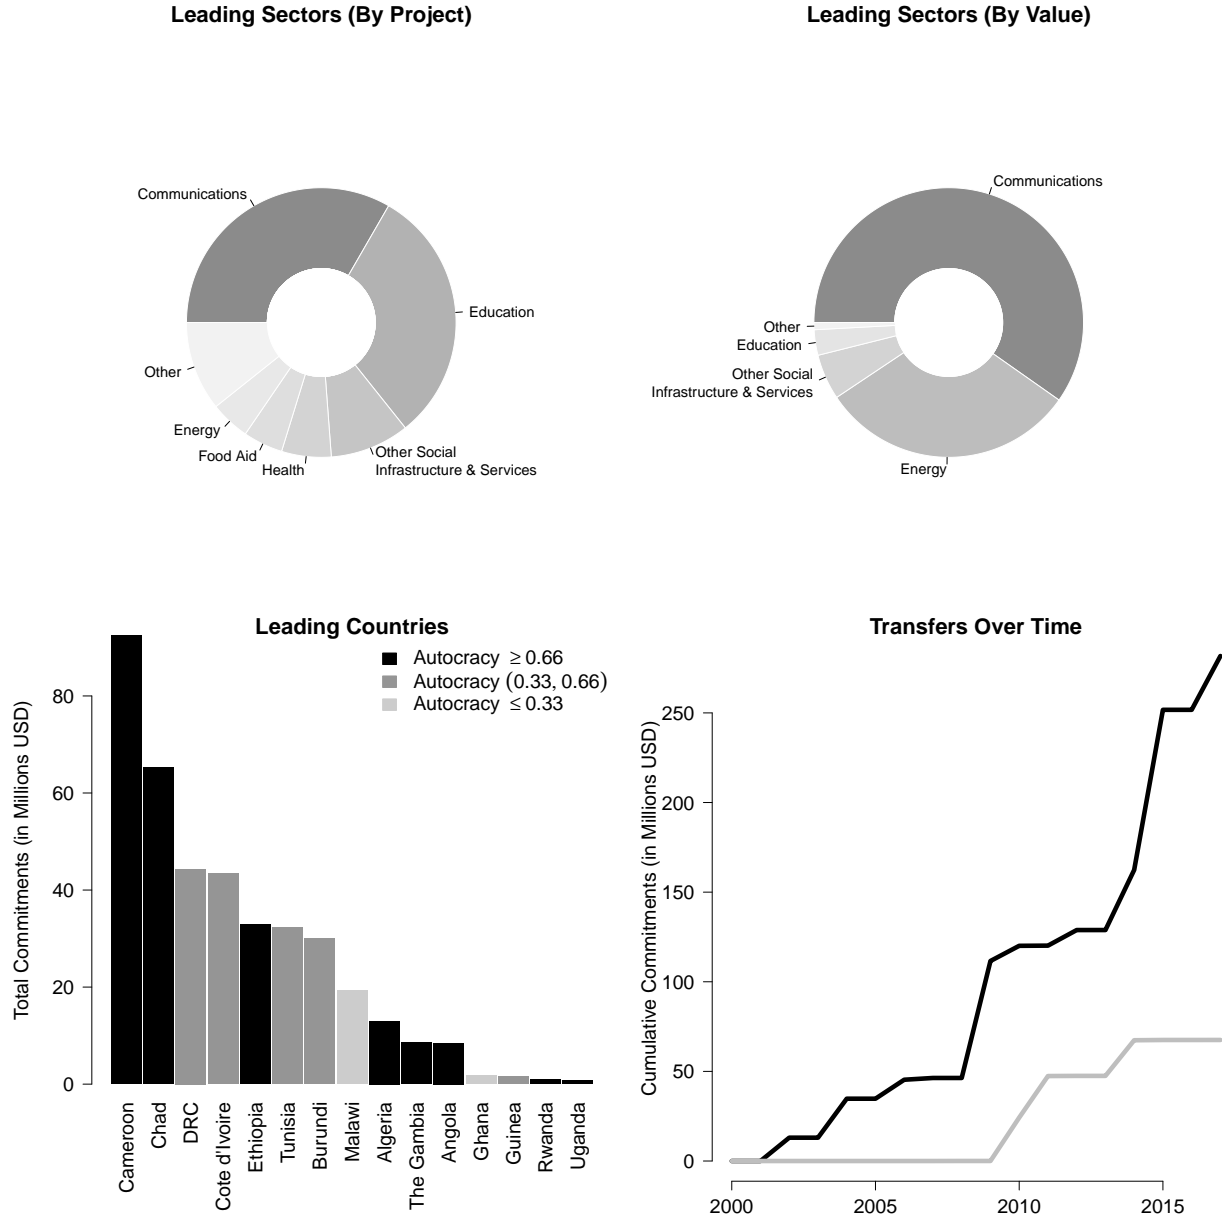 Leading Sectors (By Project)
Communications
Education
Other
Energy
Food Aid
Health
Other Social
Infrastructure & Services
Leading Sectors (By Value)
Communications
Other
Education
Other Social
Infrastructure & Services
Energy
Leading Countries
Autocracy ≥ 0.66
Autocracy (0.33, 0.66)
Autocracy ≤ 0.33
Total Commitments (in Millions USD)
80
60
40
20
0
Cameroon
Chad
DRC
Cote d'Ivoire
Ethiopia
Tunisia
Burundi
Malawi
Algeria
The Gambia
Angola
Ghana
Guinea
Rwanda
Uganda
Transfers Over Time
Cumulative Commitments (in Millions USD)
250
200
150
100
50
0
2000
2005
2010
2015